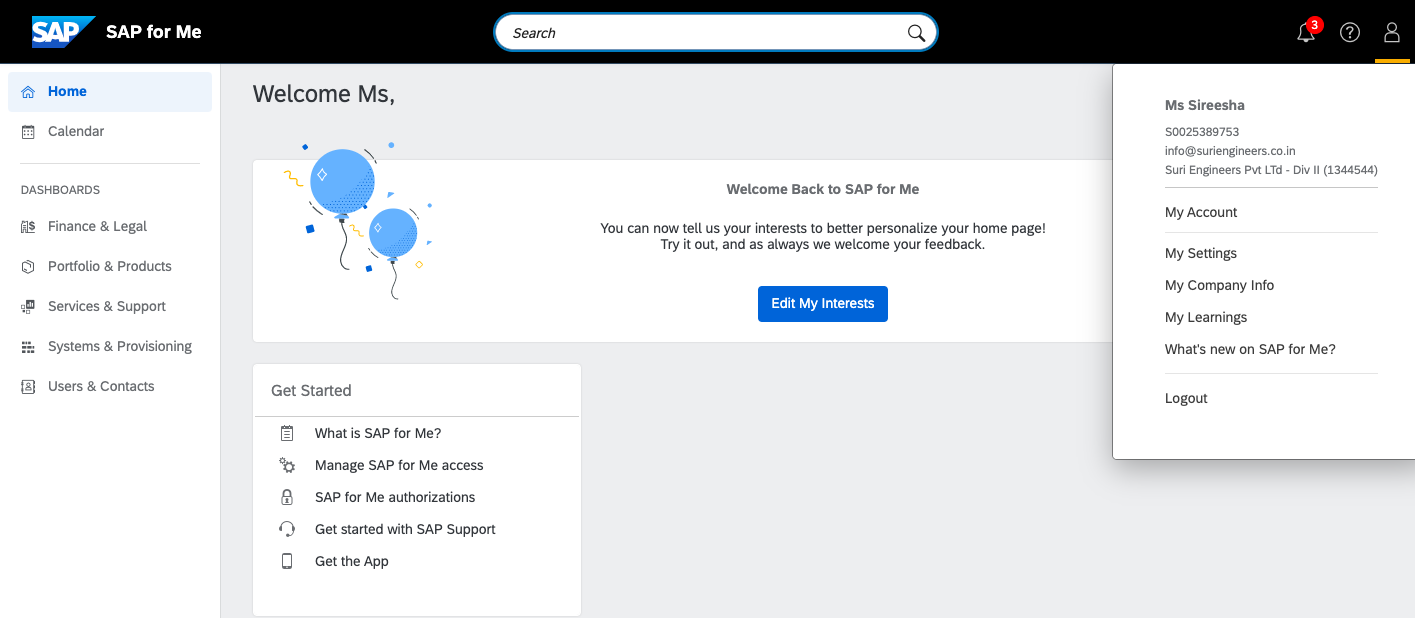 SAP SAP for Me
Search
3
Home
Calendar
DASHBOARDS
Finance & Legal
Portfolio & Products
Services & Support
Systems & Provisioning
Users & Contacts
Welcome Ms,
Welcome Back to SAP for Me
You can now tell us your interests to better personalize your home page!
Try it out, and as always we welcome your feedback.
Edit My Interests
Get Started
What is SAP for Me?
Manage SAP for Me access
SAP for Me authorizations
Get started with SAP Support
Get the App
Ms Sireesha
S0025389753
info@suriengineers.co.in
Suri Engineers Pvt LTd - Div II (1344544)
My Account
My Settings
My Company Info
My Learnings
What's new on SAP for Me?
Logout